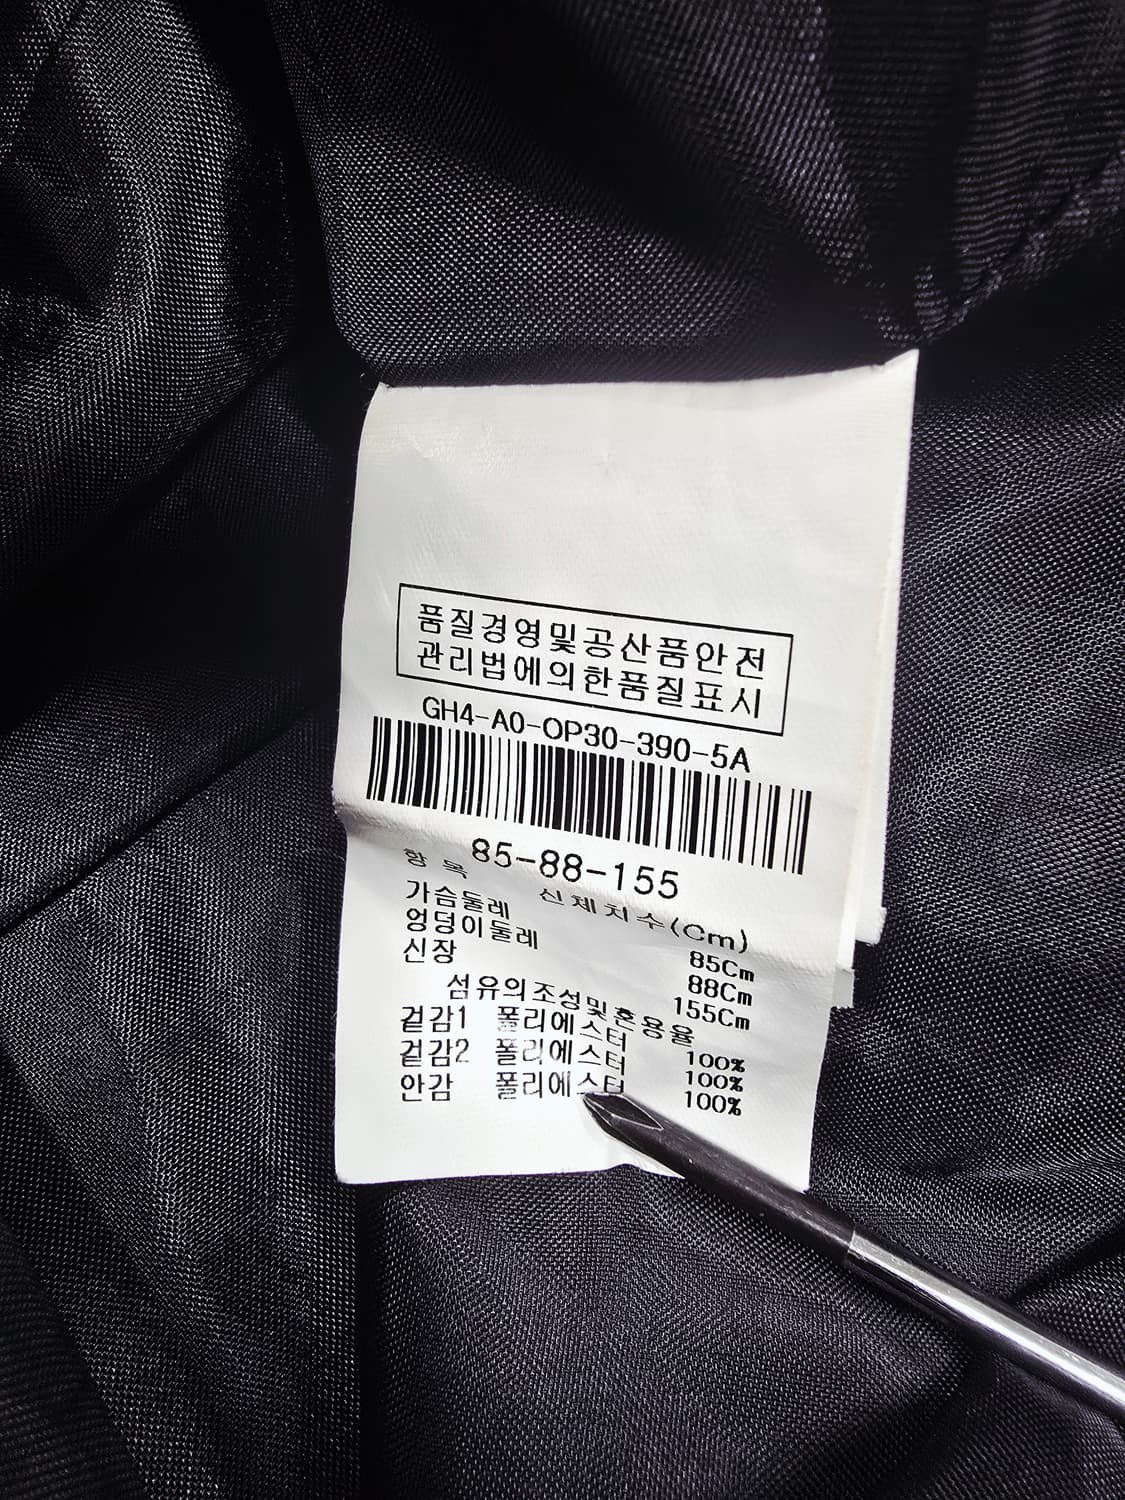 품질경영및공산품안전
관리법에의한품질표시
GH4-A0-OP30-390-5A
85-88-155
항 목 신체치수(Cm)
가슴둘레 85Cm
엉덩이둘레 88Cm
신장 155Cm
섬유의조성및혼용율
겉감1 폴리에스터 100%
겉감2 폴리에스터 100%
안감 폴리에스터 100%